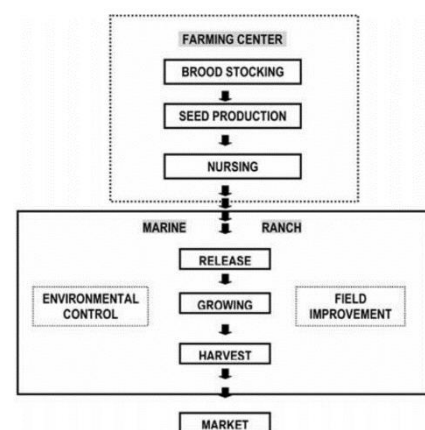 FARMING CENTER
BROOD STOCKING
SEED PRODUCTION
NURSING
MARINE RANCH
RELEASE
ENVIRONMENTAL
CONTROL
GROWING
FIELD
IMPROVEMENT
HARVEST
MARKET